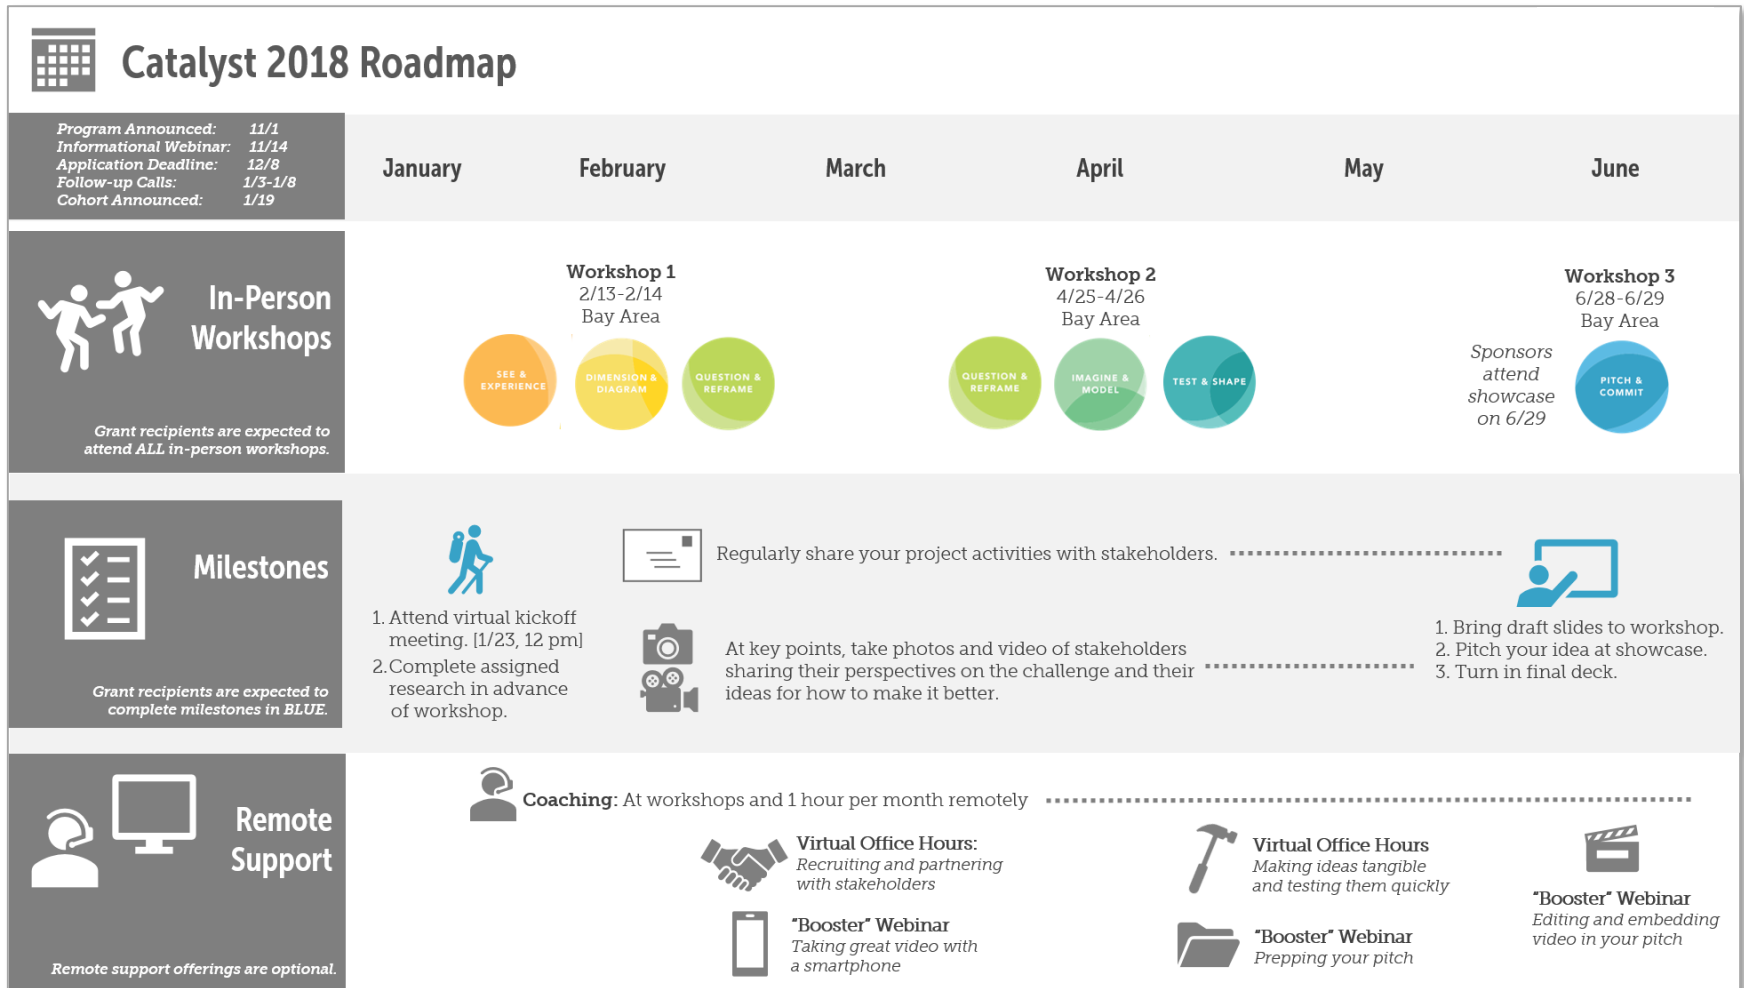 Catalyst 2018 Roadmap
Program Announced: 11/1
Informational Webinar: 11/14
Application Deadline: 12/8
Follow-up Calls: 1/3-1/8
Cohort Announced: 1/19
January February March April May June
In-Person
Workshops
Grant recipients are expected to
attend ALL in-person workshops.
Workshop 1
2/13-2/14
Bay Area
SEE &
EXPERIENCE
DIMENSION &
DIAGRAM
QUESTION &
REFRAME
Workshop 2
4/25-4/26
Bay Area
QUESTION &
REFRAME
IMAGINE &
MODEL
TEST & SHAPE
Workshop 3
6/28-6/29
Bay Area
Sponsors
attend
showcase
on 6/29
PITCH &
COMMIT
Milestones
Grant recipients are expected to
complete milestones in BLUE.
1. Attend virtual kickoff
meeting. [1/23, 12 pm]
2. Complete assigned
research in advance
of workshop.
Regularly share your project activities with stakeholders.
At key points, take photos and video of stakeholders
sharing their perspectives on the challenge and their
ideas for how to make it better.
1. Bring draft slides to workshop.
2. Pitch your idea at showcase.
3. Turn in final deck.
Remote
Support
Remote support offerings are optional.
Coaching: At workshops and 1 hour per month remotely
Virtual Office Hours:
Recruiting and partnering
with stakeholders
"Booster" Webinar
Taking great video with
a smartphone
Virtual Office Hours
Making ideas tangible
and testing them quickly
"Booster" Webinar
Prepping your pitch
"Booster" Webinar
Editing and embedding
video in your pitch